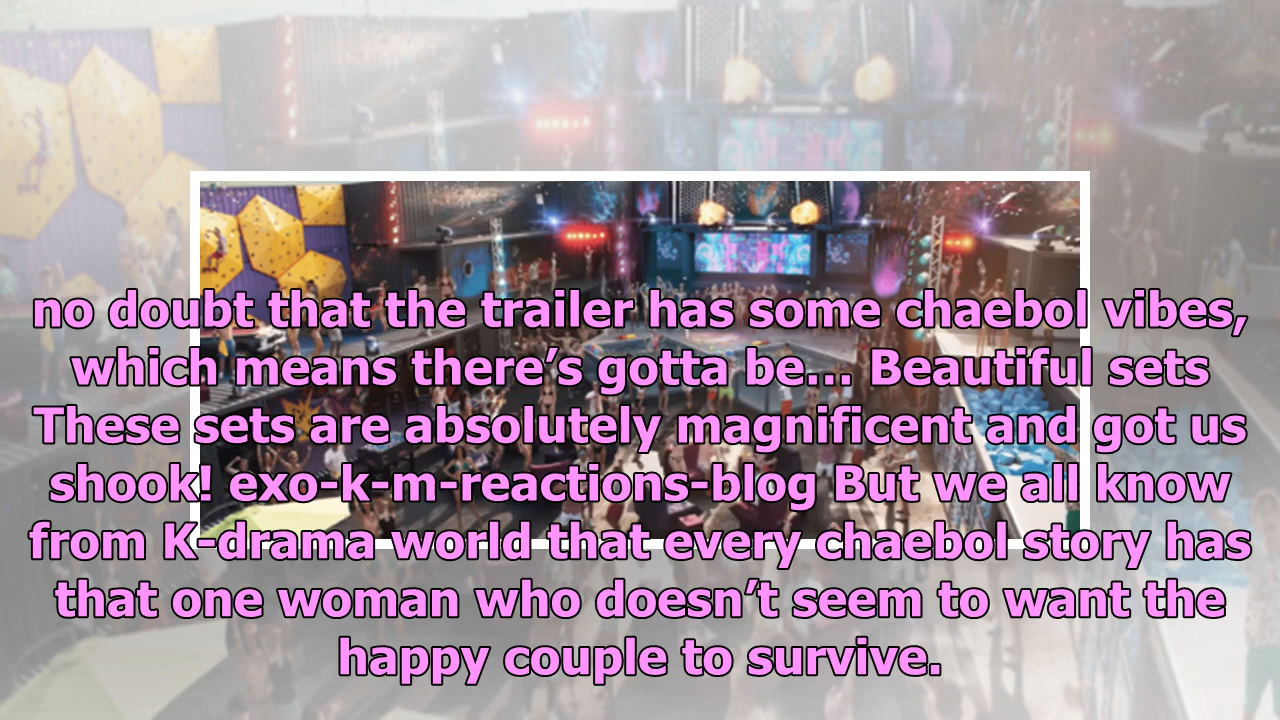 no doubt that the trailer has some chaebol vibes,
which means there’s gotta be... Beautiful sets
These sets are absolutely magnificent and got us
shook! exo-k-m-reactions-blog But we all know
from K-drama world that every chaebol story has
that one woman who doesn’t seem to want the
happy couple to survive.